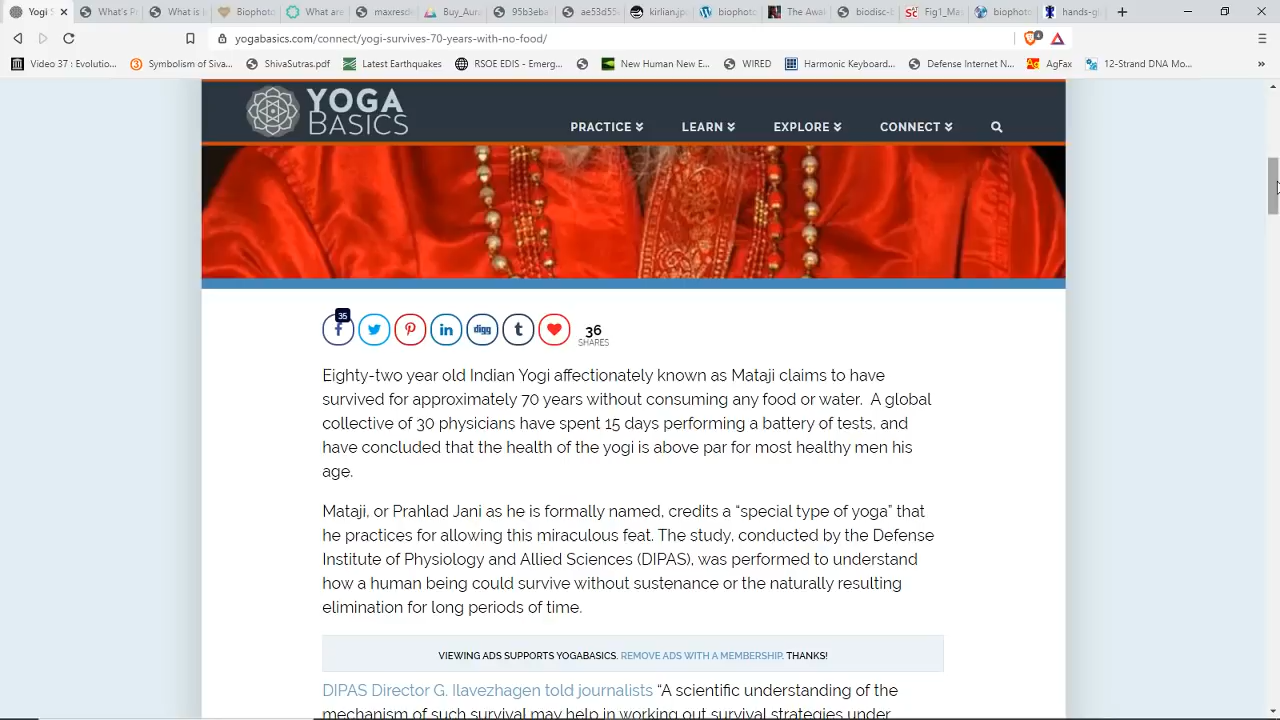 Yogi S
What's Pr
What is i
Biophoto
What are
maxresde
Buy_Aura
95b3eba
ae53d55
kirlian.jpe
biophoto
The Awak
biodisc-b
Fig1_May
biophoto
hands-gl
yogabasics.com/connect/yogi-survives-70-years-with-no-food/
4
Video 37 : Evolutio...
Symbolism of Siva...
ShivaSutras.pdf
Latest Earthquakes
RSOE EDIS - Emerg...
New Human New E...
WIRED
Harmonic Keyboard...
Defense Internet N...
AgFax
12-Strand DNA Mo...
YOGA
BASICS
PRACTICE
LEARN
EXPLORE
CONNECT
35
36
SHARES
Eighty-two year old Indian Yogi affectionately known as Mataji claims to have
survived for approximately 70 years without consuming any food or water. A global
collective of 30 physicians have spent 15 days performing a battery of tests, and
have concluded that the health of the yogi is above par for most healthy men his
age.
Mataji, or Prahlad Jani as he is formally named, credits a “special type of yoga” that
he practices for allowing this miraculous feat. The study, conducted by the Defense
Institute of Physiology and Allied Sciences (DIPAS), was performed to understand
how a human being could survive without sustenance or the naturally resulting
elimination for long periods of time.
VIEWING ADS SUPPORTS YOGABASICS. REMOVE ADS WITH A MEMBERSHIP. THANKS!
DIPAS Director G. Ilavezhagen told journalists “A scientific understanding of the
mechanism of such survival may help in working out survival strategies under